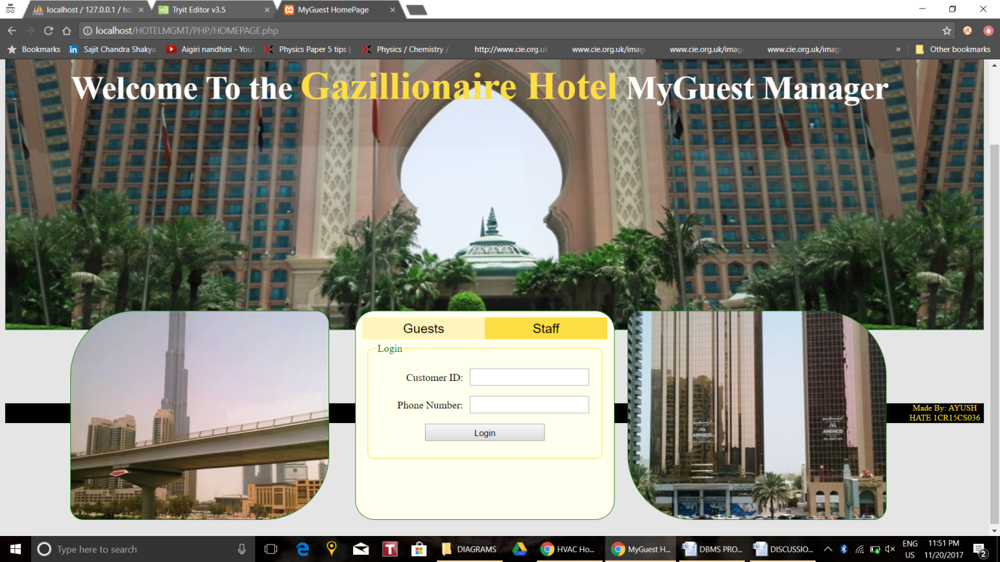 localhost / 127.0.0.1 / ho
Tryit Editor v3.5
MyGuest HomePage
localhost/HOTELMGMT/PHP/HOMEPAGE.php
Bookmarks
Sajit Chandra Shakya
Aigiri nandhini - You
Physics Paper 5 tips |
Physics / Chemistry /
http://www.cie.org.uk
www.cie.org.uk/imag
www.cie.org.uk/imag
www.cie.org.uk/imag
»
Other bookmarks
Welcome To the Gazillionaire Hotel MyGuest Manager
Guests
Staff
Login
Customer ID:
Phone Number:
Login
ARENCO
ARENCO
Made By: AYUSH
HATE 1CR15CS036
Type here to search
DIAGRAMS
HVAC Ho...
MyGuest H...
DBMS PRO...
DISCUSSIO...
ENG
US
11:51 PM
11/20/2017
2